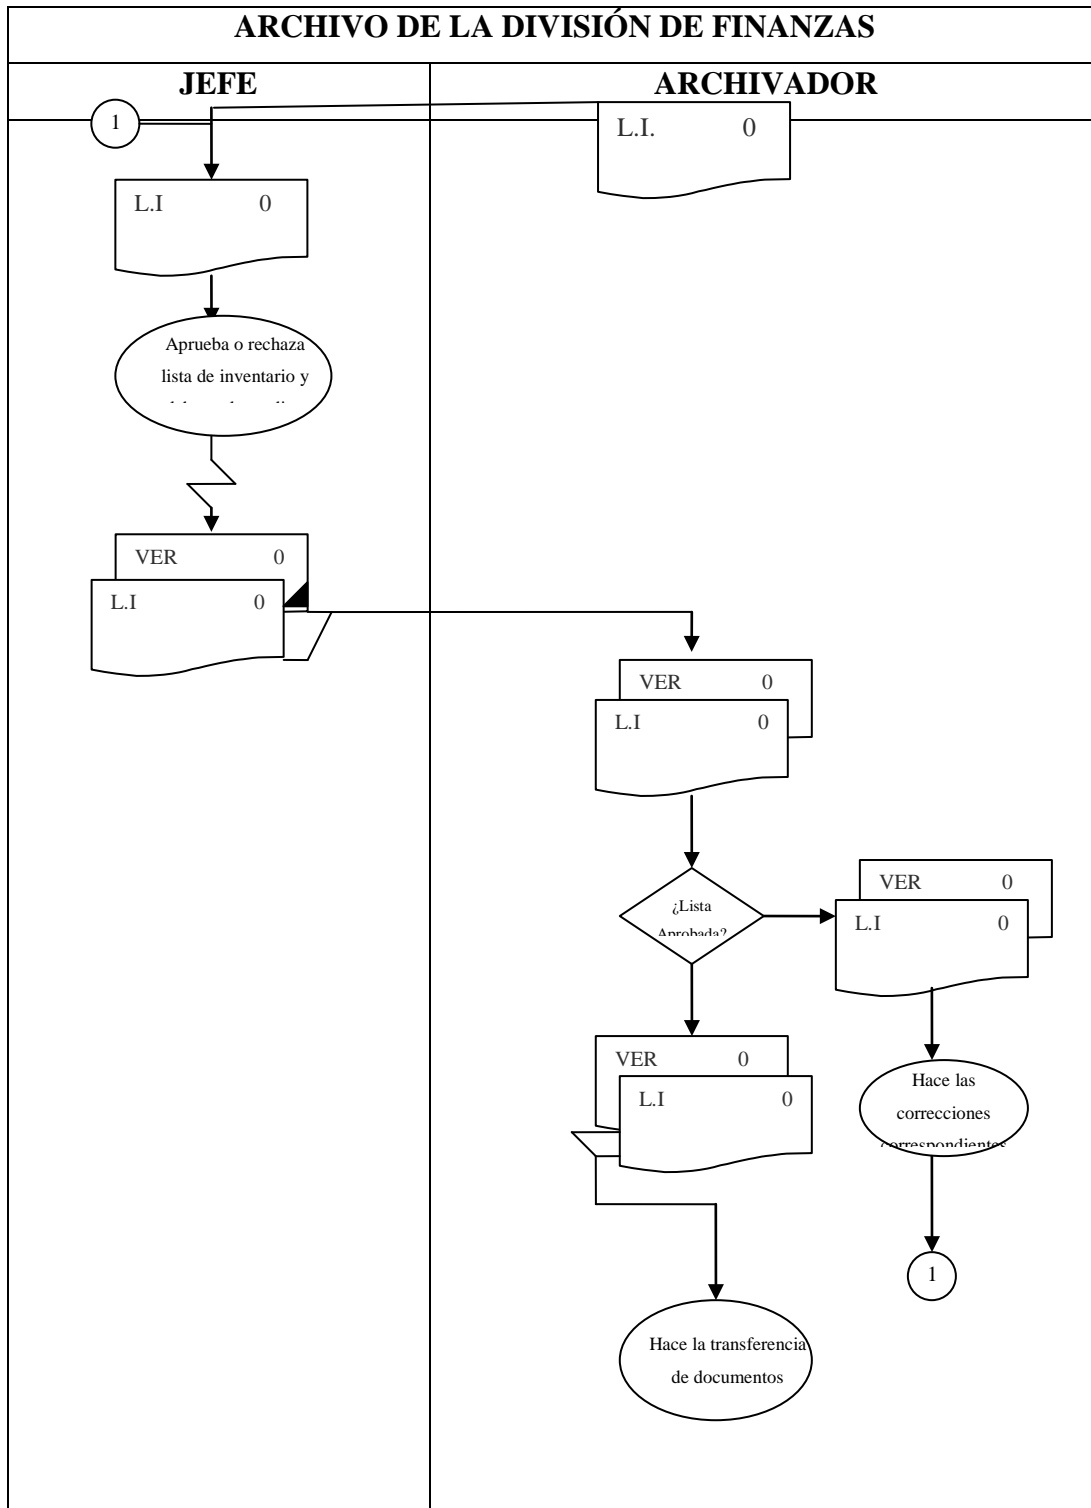 ARCHIVO DE LA DIVISIÓN DE FINANZAS
JEFE
ARCHIVADOR
1
L.I. 0
L.I 0
Aprueba o rechaza
lista de inventario y
VER 0
L.I 0
VER 0
L.I 0
¿Lista
Aprobada?
VER 0
L.I 0
VER 0
L.I 0
Hace las
correcciones
correspondientes
1
Hace la transferencia
de documentos